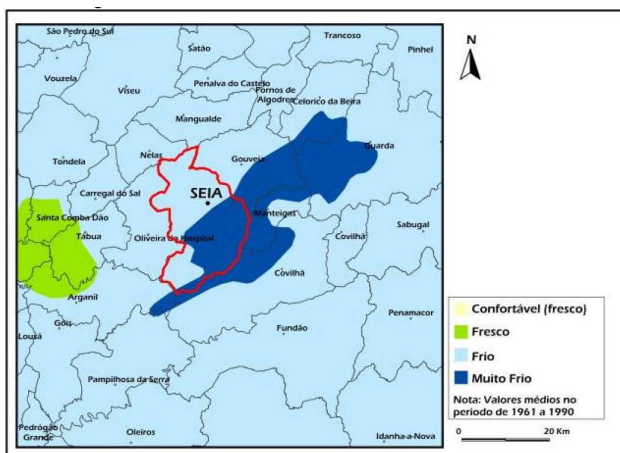 São Pedro do Sul
Trancoso
Satão
Pinhel
Vouzela
Penalva do Castelo
Viseu
Fornos de
Algodres
Celorico da Beira
Mangualde
Nelas
Gouveia
Guarda
Tondela
Carregal do Sal
SEIA
Santa Comba Dão
Manteigas
Sabugal
Tábua
Oliveira do Hospital
Covilhã
Covilhã
Arganil
Penamacor
Góis
Fundão
Lousã
Pampilhosa da Serra
Pedrógão
Grande
Oleiros
Idanha-a-Nova
N
Confortável (fresco)
Fresco
Frio
Muito Frio
Nota: Valores médios no
período de 1961 a 1990
0 20 Km